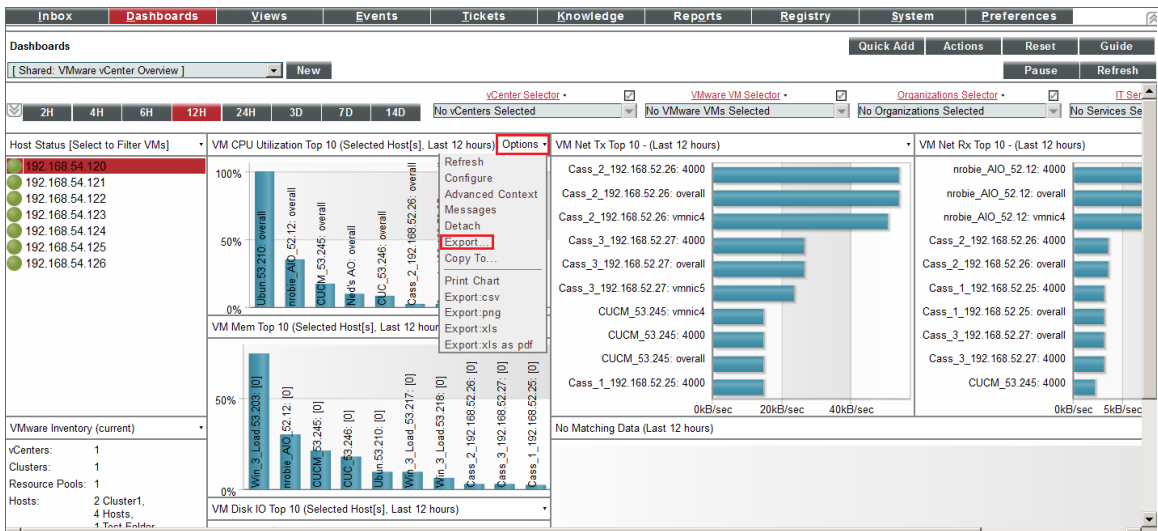 Inbox Dashboards Views Events Tickets Knowledge Reports Registry System Preferences
Dashboards
Quick Add Actions Reset Guide
[ Shared: VMware vCenter Overview ] New
Pause Refresh
vCenter Selector
VMware VM Selector
Organizations Selector
IT Ser
2H 4H 6H 12H 24H 3D 7D 14D
No vCenters Selected
No VMware VMs Selected
No Organizations Selected
No Services Se
Host Status [Select to Filter VMs]
192.168.54.120
192.168.54.121
192.168.54.122
192.168.54.123
192.168.54.124
192.168.54.125
192.168.54.126
VM CPU Utilization Top 10 (Selected Host[s], Last 12 hours)
Options
100%
50%
0%
Ubun.53.210: overall
nrobie_AIO_52.12: overall
CUCM_53.245: overall
Ned's AO: overall
CUC_53.246: overall
Cass_2_192.168.52.26: overall
Refresh
Configure
Advanced Context
Messages
Detach
Export...
Copy To...
Print Chart
Export:csv
Export:png
Export:xls
Export:xls as pdf
VM Mem Top 10 (Selected Host[s], Last 12 hour
50%
0%
Win_3_Load.53.203: [0]
nrobie_AIO_52.12: [0]
CUCM_53.245: [0]
CUC_53.246: [0]
Ubun.53.210: [0]
Win_3_Load_53.217: [0]
Win_3_Load_53.218: [0]
Cass_2_192.168.52.26: [0]
Cass_3_192.168.52.27: [0]
Cass_1_192.168.52.25: [0]
VM Disk IO Top 10 (Selected Host[s], Last 12 hours)
VM Net Tx Top 10 - (Last 12 hours)
Cass_2_192.168.52.26: 4000
Cass_2_192.168.52.26: overall
Cass_2_192.168.52.26: vmnic4
Cass_3_192.168.52.27: 4000
Cass_3_192.168.52.27: overall
Cass_3_192.168.52.27: vmnic5
CUCM_53.245: vmnic4
CUCM_53.245: 4000
CUCM_53.245: overall
Cass_1_192.168.52.25: 4000
0kB/sec 20kB/sec 40kB/sec
No Matching Data (Last 12 hours)
VM Net Rx Top 10 - (Last 12 hours)
nrobie_AIO_52.12: 4000
nrobie_AIO_52.12: overall
nrobie_AIO_52.12: vmnic4
Cass_2_192.168.52.26: 4000
Cass_2_192.168.52.26: overall
Cass_1_192.168.52.25: 4000
Cass_1_192.168.52.25: overall
Cass_3_192.168.52.27: overall
Cass_3_192.168.52.27: 4000
CUCM_53.245: 4000
0kB/sec 5kB/sec
VMware Inventory (current)
vCenters: 1
Clusters: 1
Resource Pools: 1
Hosts: 2 Cluster1,
4 Hosts,
1 Test Folder